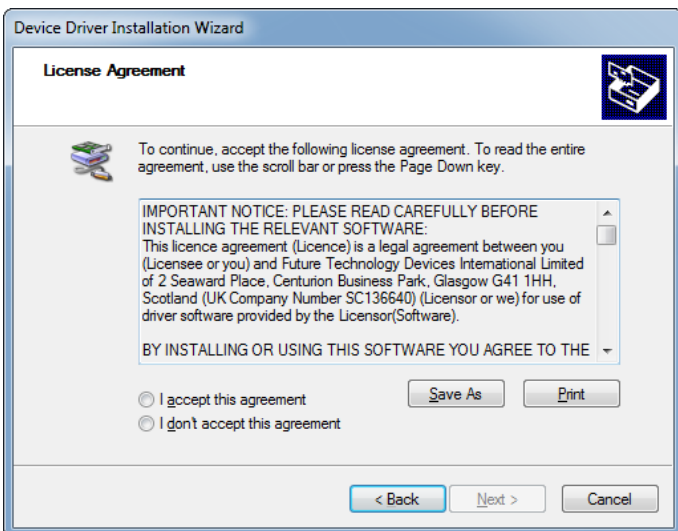 Device Driver Installation Wizard
License Agreement
To continue, accept the following license agreement. To read the entire
agreement, use the scroll bar or press the Page Down key.
IMPORTANT NOTICE: PLEASE READ CAREFULLY BEFORE
INSTALLING THE RELEVANT SOFTWARE:
This licence agreement (Licence) is a legal agreement between you
(Licensee or you) and Future Technology Devices International Limited
of 2 Seaward Place, Centurion Business Park, Glasgow G41 1HH,
Scotland (UK Company Number SC136640) (Licensor or we) for use of
driver software provided by the Licensor(Software).
BY INSTALLING OR USING THIS SOFTWARE YOU AGREE TO THE
I accept this agreement
Save As
Print
I don't accept this agreement
< Back
Next >
Cancel